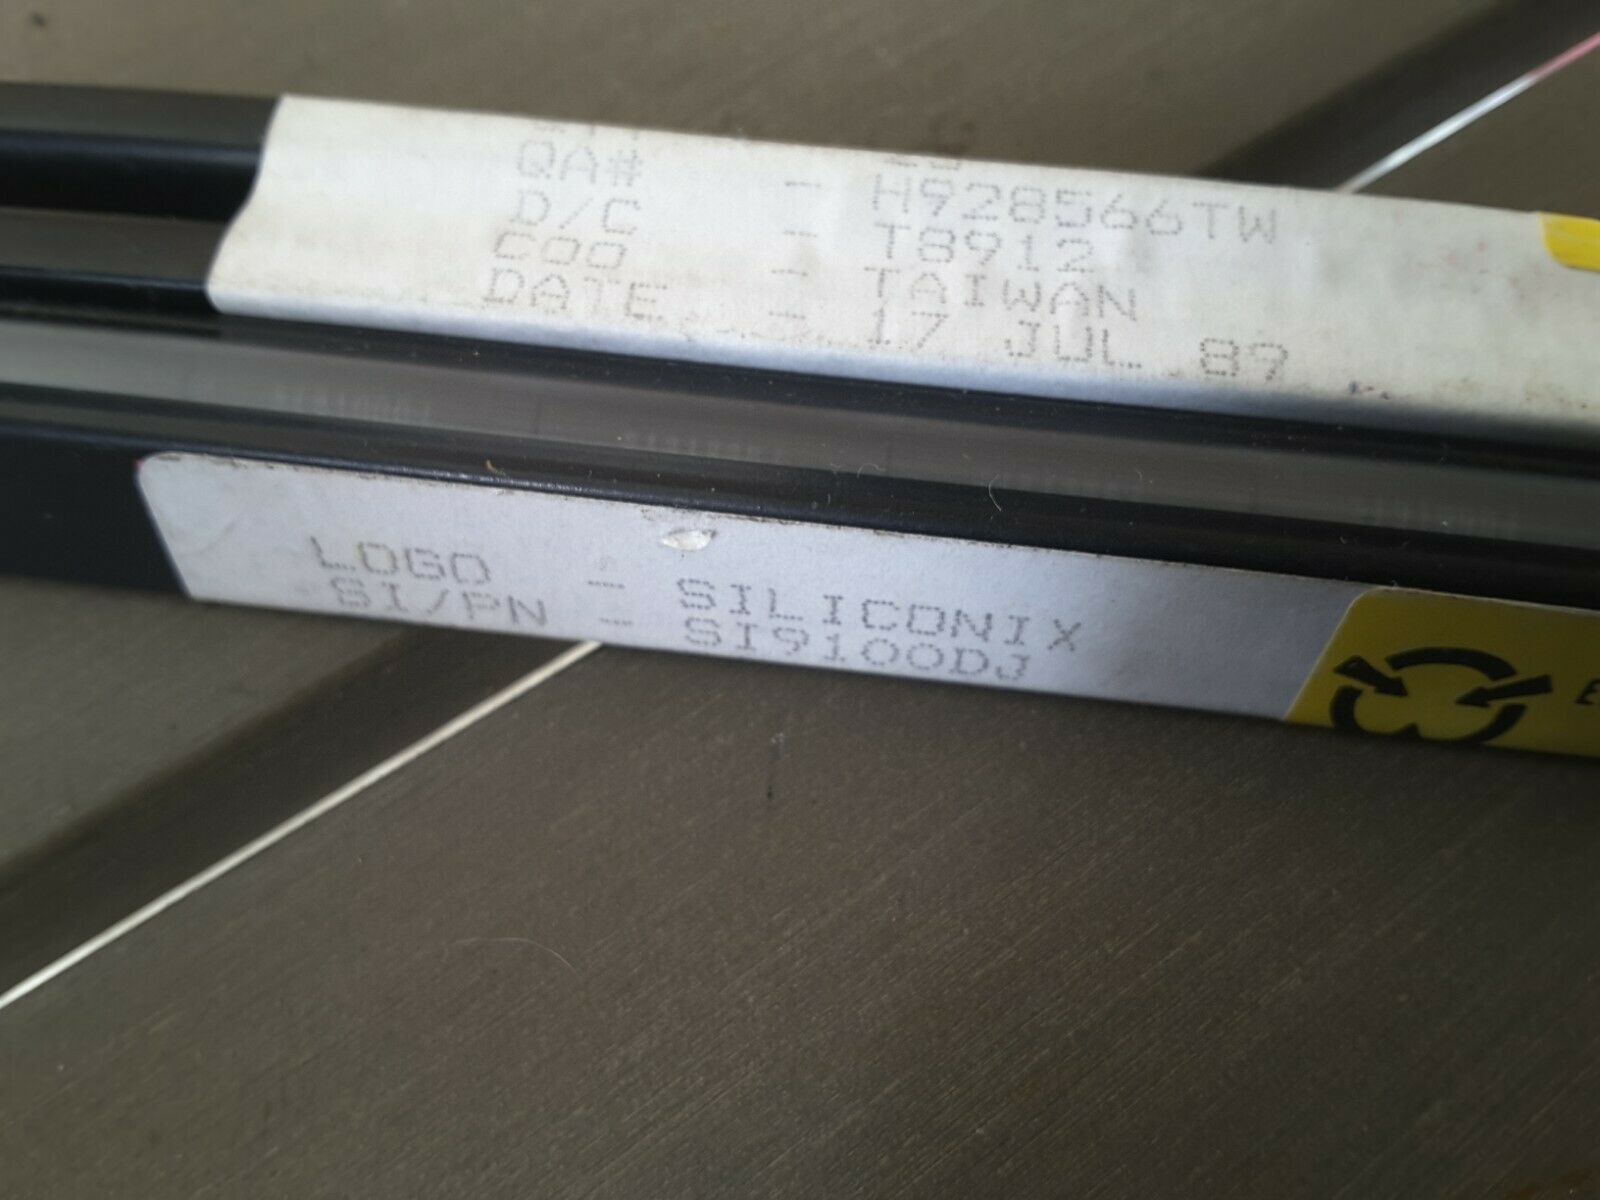 QA# - H928566TW
D/C - T8912
COO - TAIWAN
DATE - 17 JUL 89
LOGO - SILICONIX
SI/PN - SI9100DJ